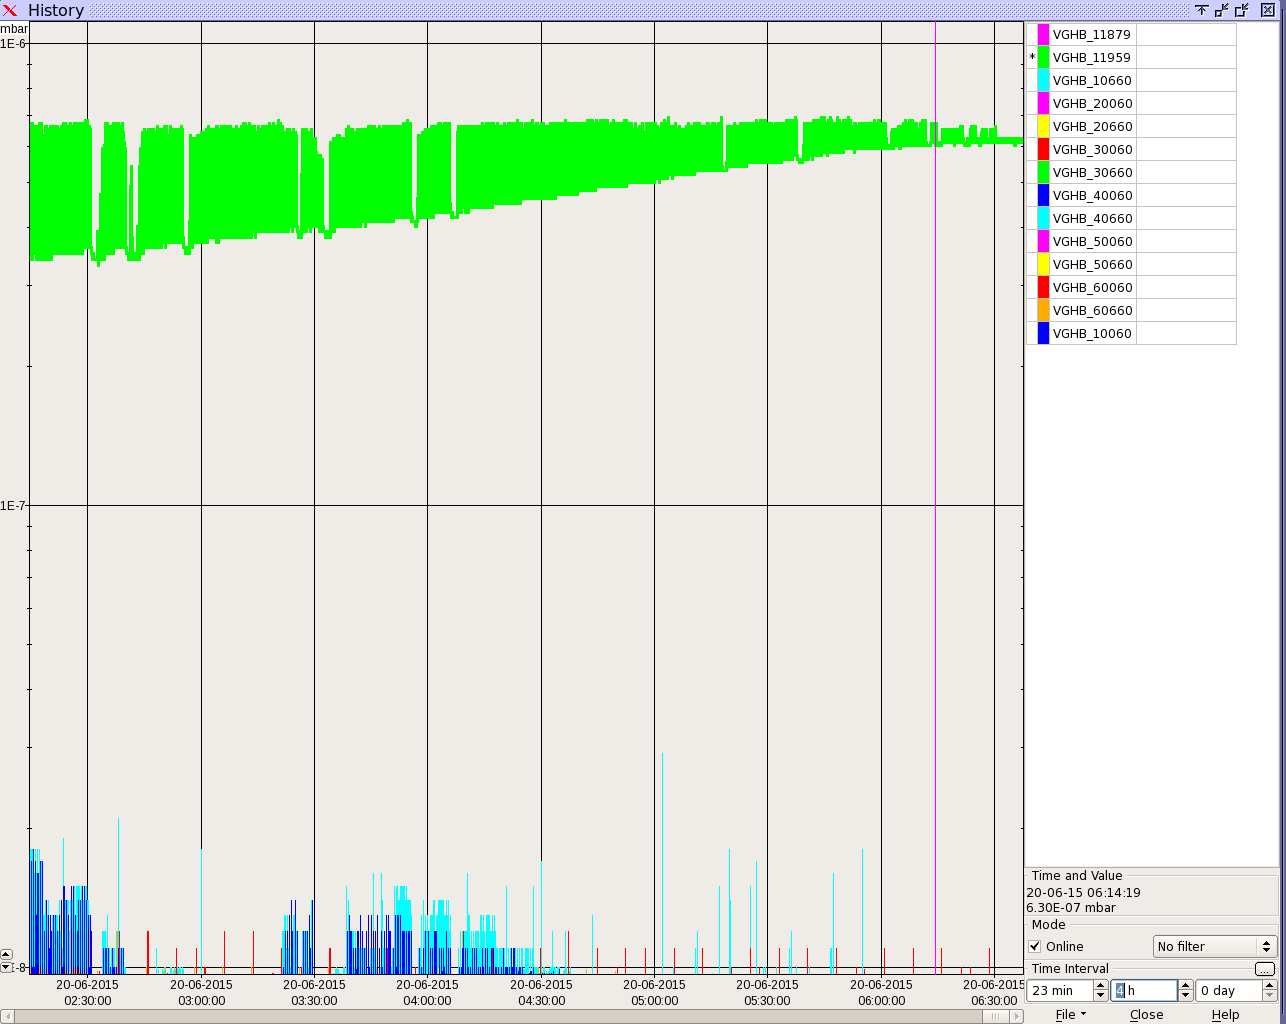 History
mbar
1E-6
1E-7
E-8
20-06-2015 20-06-2015 20-06-2015 20-06-2015 20-06-2015 20-06-2015 20-06-2015 20-06-2015 20-06-2015
02:30:00 03:00:00 03:30:00 04:00:00 04:30:00 05:00:00 05:30:00 06:00:00 06:30:00
VGHB_11879
* VGHB_11959
VGHB_10660
VGHB_20060
VGHB_20660
VGHB_30060
VGHB_30660
VGHB_40060
VGHB_40660
VGHB_50060
VGHB_50660
VGHB_60060
VGHB_60660
VGHB_10060
Time and Value
20-06-15 06:14:19
6.30E-07 mbar
Mode
Online No filter
Time Interval ...
23 min 4 h 0 day
File Close Help